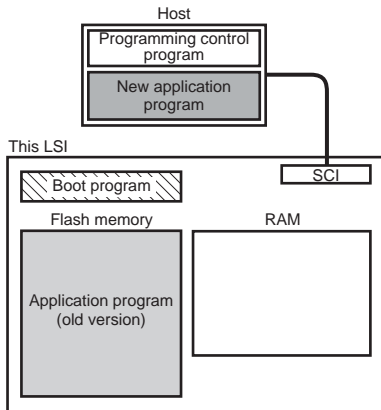 Host
Programming control
program
New application
program
This LSI
SCI
Boot program
Flash memory
RAM
Application program
(old version)